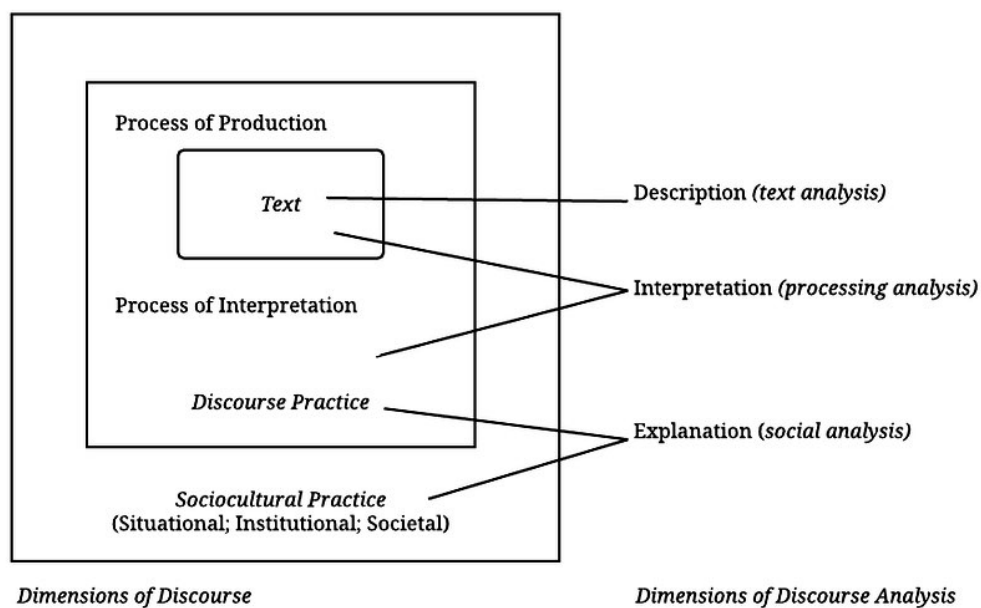 Process of Production
Text
Description (text analysis)
Process of Interpretation
Interpretation (processing analysis)
Discourse Practice
Explanation (social analysis)
Sociocultural Practice
(Situational; Institutional; Societal)
Dimensions of Discourse
Dimensions of Discourse Analysis